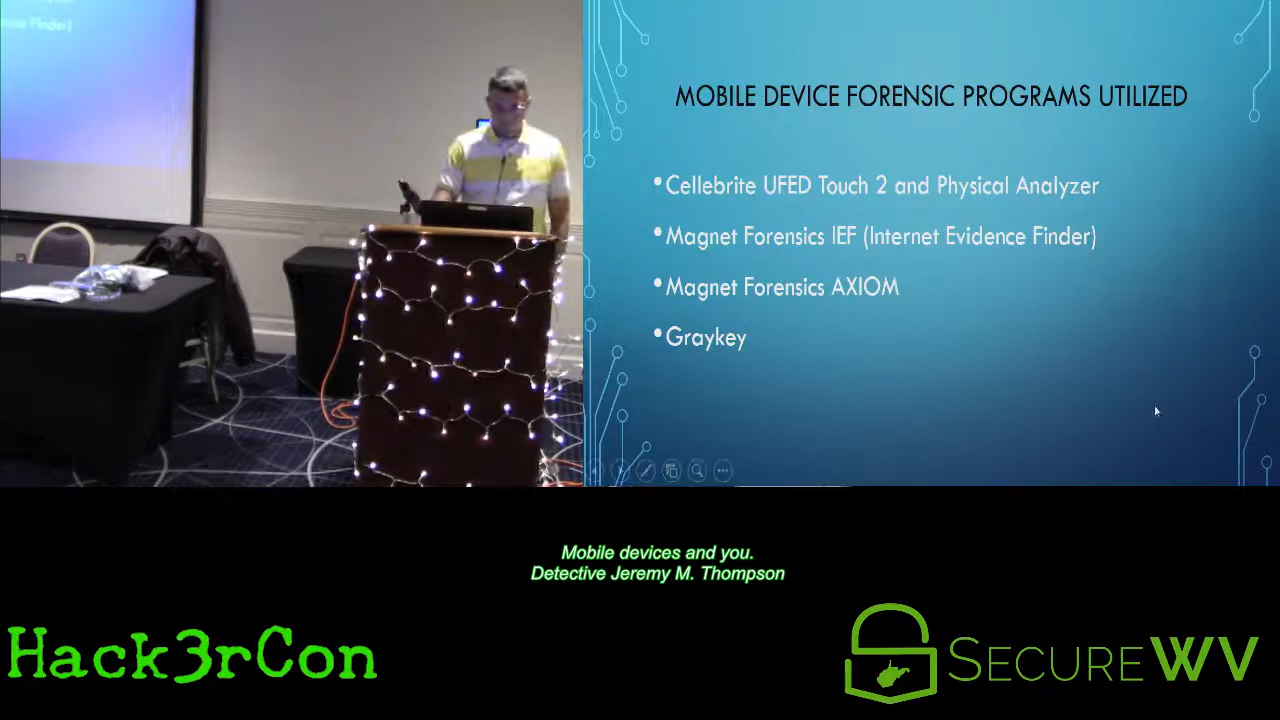 MOBILE DEVICE FORENSIC PROGRAMS UTILIZED
•Cellebrite UFED Touch 2 and Physical Analyzer
•Magnet Forensics IEF (Internet Evidence Finder)
•Magnet Forensics AXIOM
•Graykey
Mobile devices and you.
Detective Jeremy M. Thompson
Hack3rCon
SECUREWV